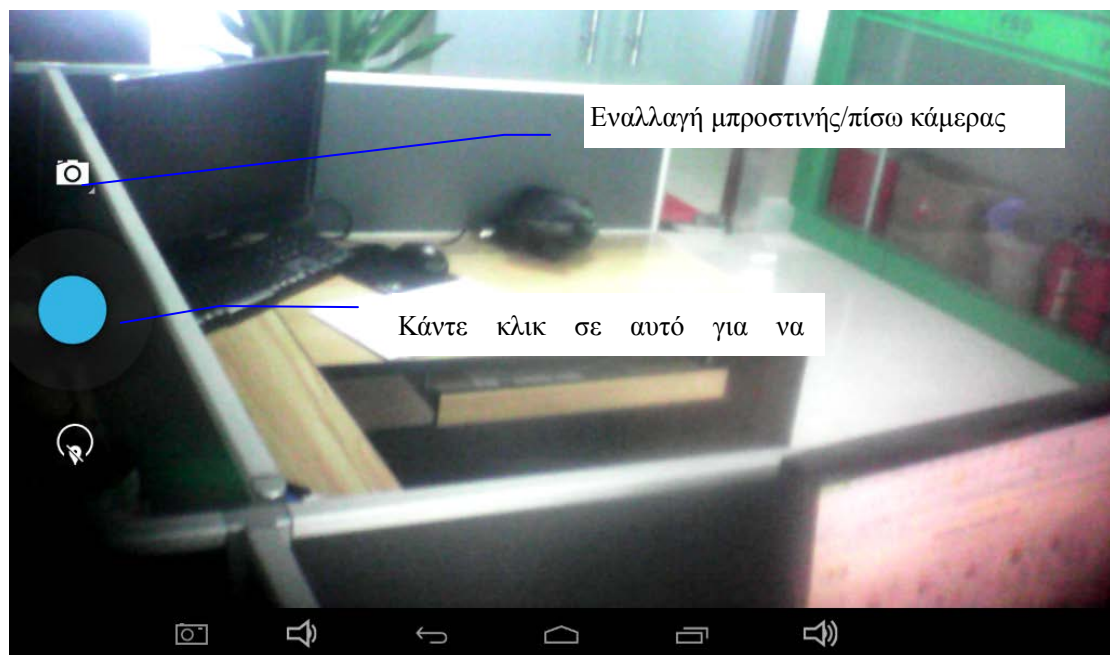 Εναλλαγή μπροστινής/πίσω κάμερας
Κάντε κλικ σε αυτό για να